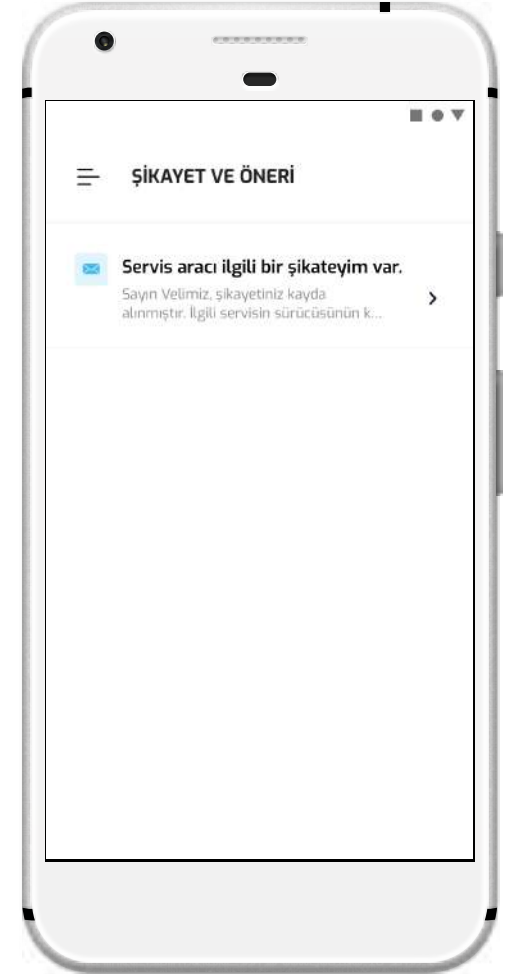 ŞİKAYET VE ÖNERİ
Servis aracı ilgili bir şikateyim var.
Sayın Velimiz, şikayetiniz kayda
alınmıştır. İlgili servisin sürücüsünün k...